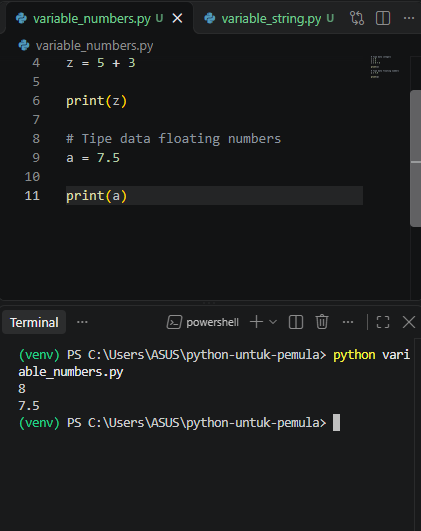 variable_numbers.py U
variable_string.py U
variable_numbers.py
4 z = 5 + 3
5
6 print(z)
7
8 # Tipe data floating numbers
9 a = 7.5
10
11 print(a)
Terminal
powershell
(venv) PS C:\Users\ASUS\python-untuk-pemula> python vari
able_numbers.py
8
7.5
(venv) PS C:\Users\ASUS\python-untuk-pemula>